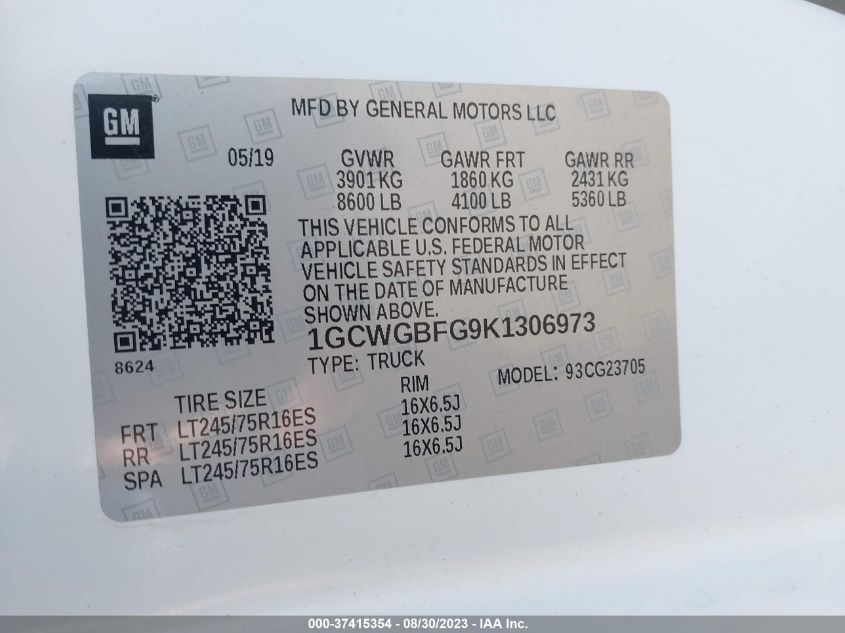 GM
MFD BY GENERAL MOTORS LLC
05/19 GVWR GAWR FRT GAWR RR
3901 KG 1860 KG 2431 KG
8600 LB 4100 LB 5360 LB
THIS VEHICLE CONFORMS TO ALL
APPLICABLE U.S. FEDERAL MOTOR
VEHICLE SAFETY STANDARDS IN EFFECT
ON THE DATE OF MANUFACTURE
SHOWN ABOVE.
1GCWGBFG9K1306973
8624
TYPE: TRUCK MODEL: 93CG23705
TIRE SIZE RIM
FRT LT245/75R16ES 16X6.5J
RR LT245/75R16ES 16X6.5J
SPA LT245/75R16ES 16X6.5J
000-37415354 - 08/30/2023 - IAA Inc.